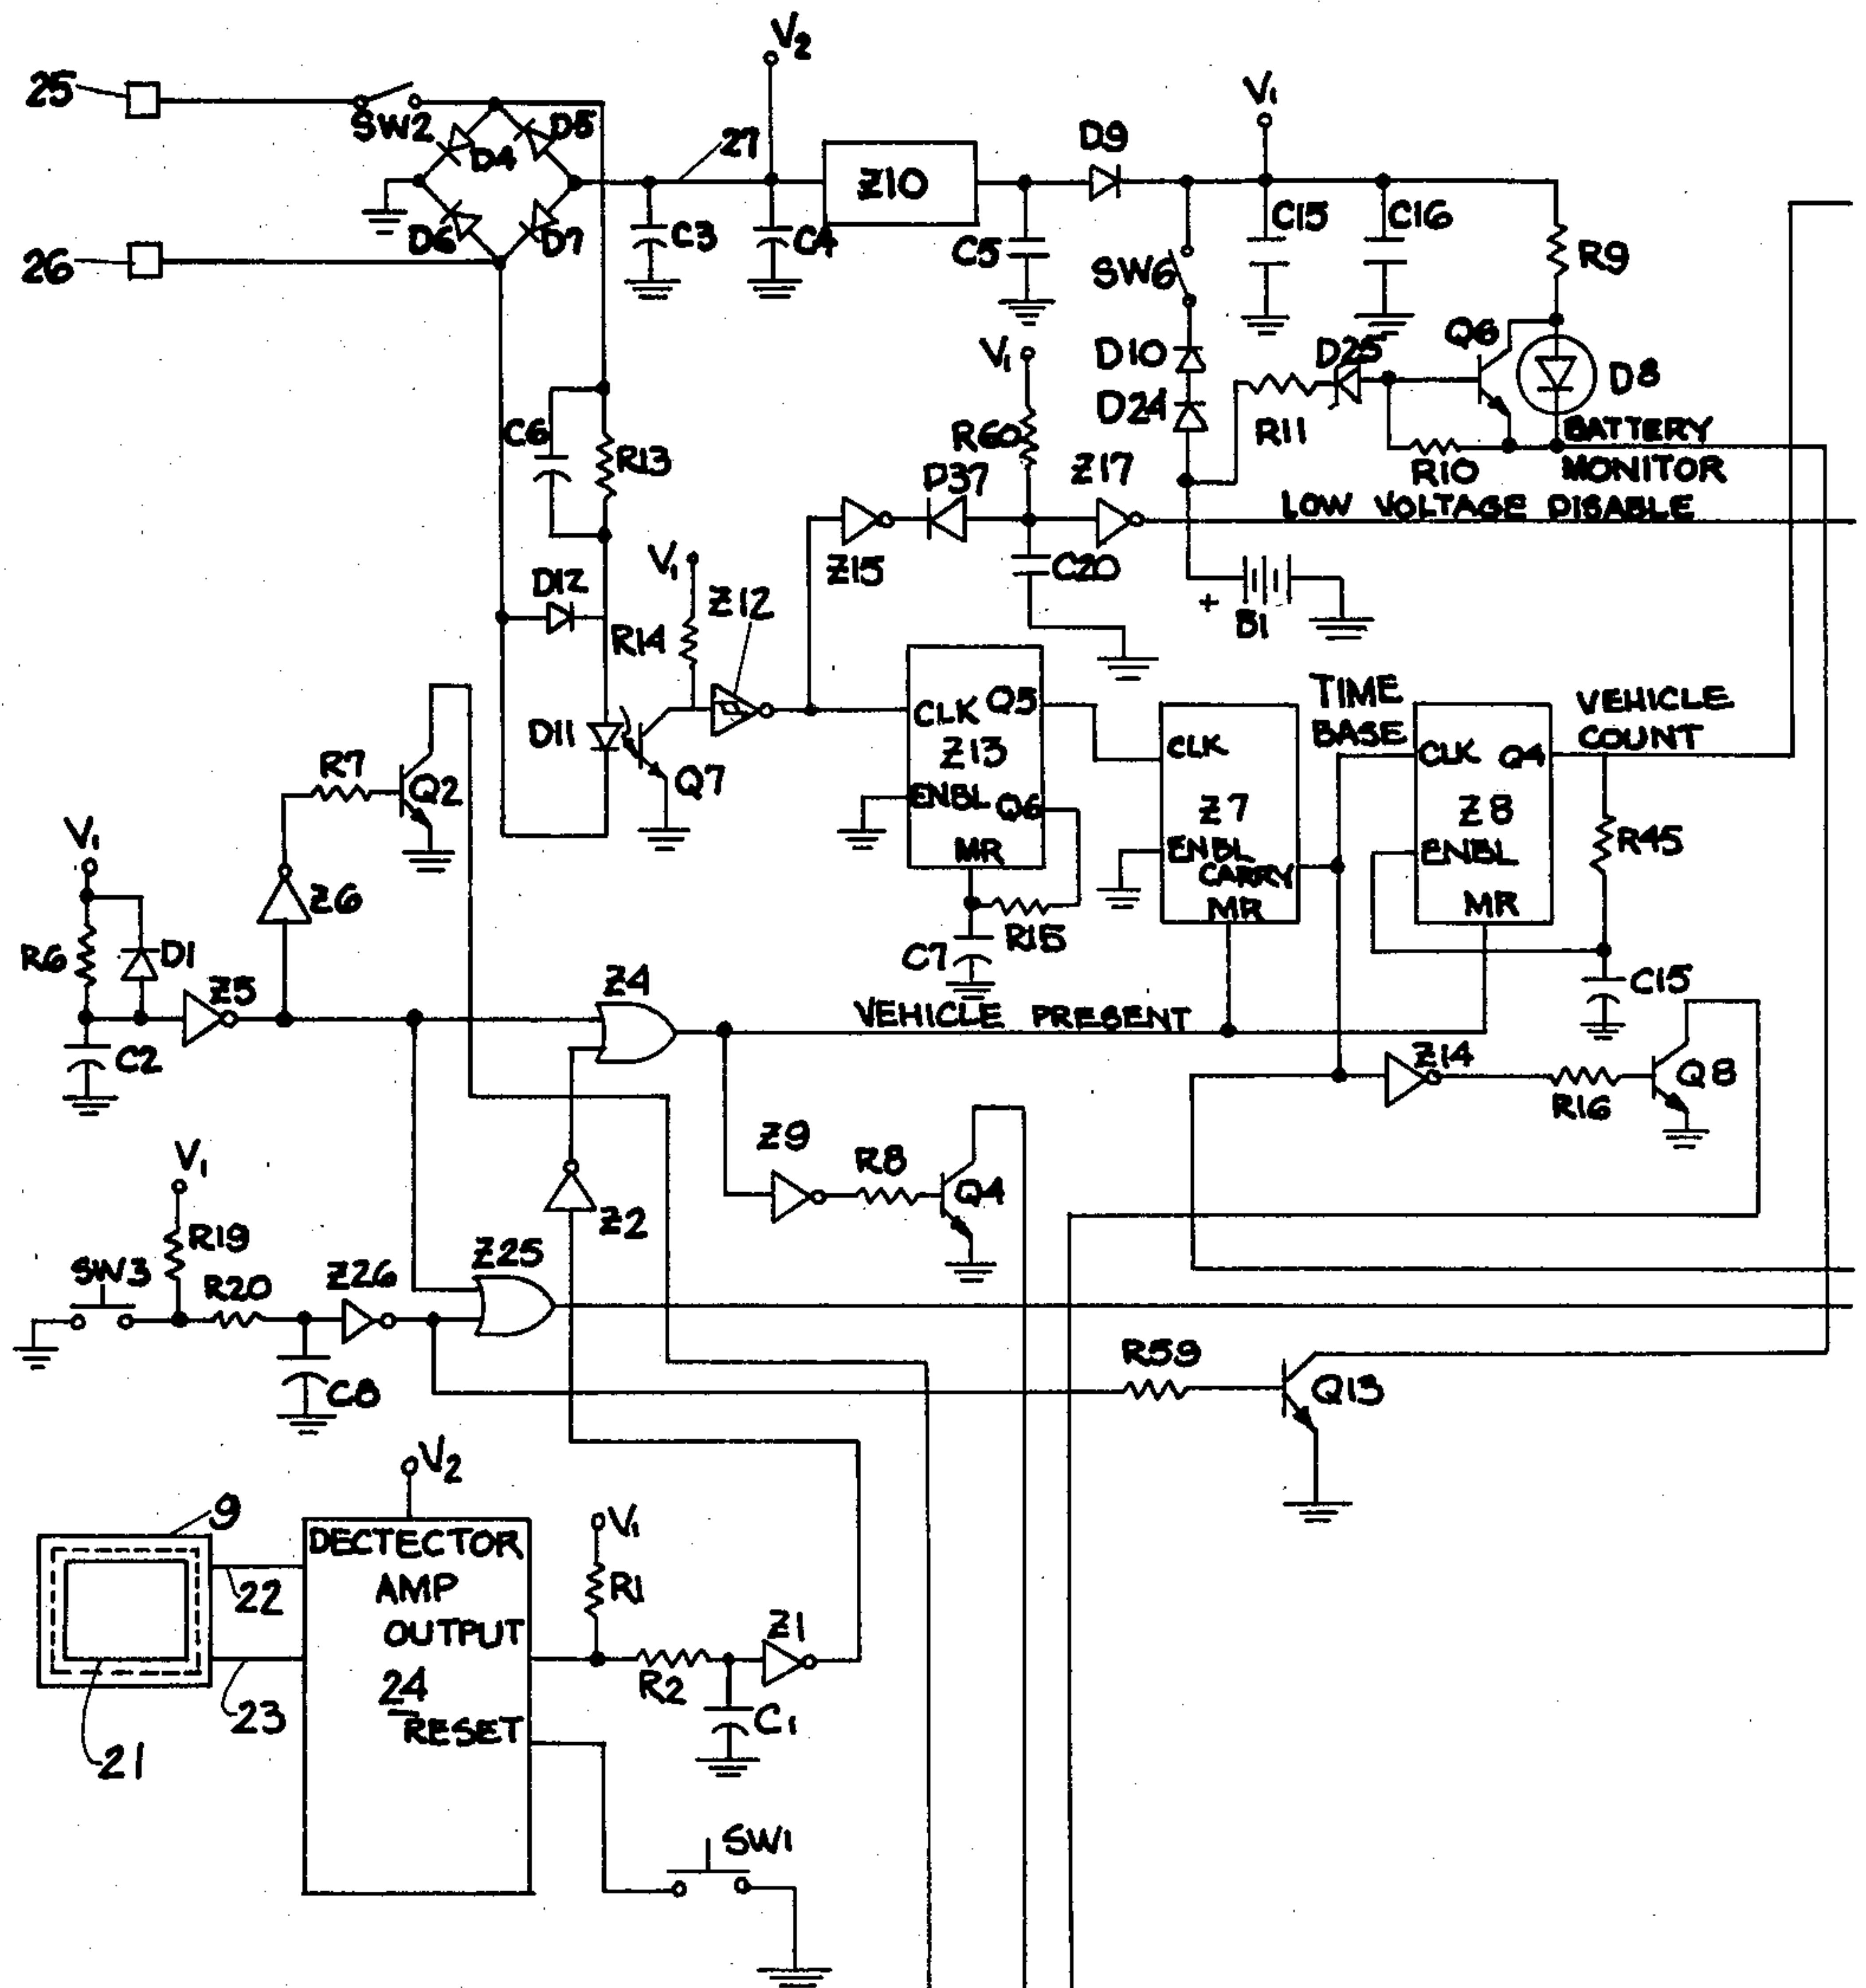 V2
25
SW2
D5
D4
27
Z10
D9
V1
C15
C16
R9
26
D6
D7
C3
C4
C5
SW6
V1
D10
D25
Q6
D8
C6
R13
R60
D24
R11
R10
BATTERY
MONITOR
D37
Z17
LOW VOLTAGE DISABLE
Z15
C20
V1
D12
R14
Z12
+
B1
D11
Q7
CLK Q5
Z13
ENBL Q6
MR
CLK
Z7
ENBL
CARRY
MR
TIME
BASE
CLK Q4
Z8
ENBL
MR
VEHICLE
COUNT
R45
R7
Q2
V1
Z6
R6
D1
Z5
C2
Z4
C7
R15
VEHICLE PRESENT
C15
Z14
R16
Q8
V1
R19
SW3
R20
Z26
C8
Z25
Z2
Z9
R8
Q4
R59
Q13
V2
9
22
23
21
DECTECTOR
AMP
OUTPUT
24
RESET
V1
R1
R2
Z1
C1
SW1